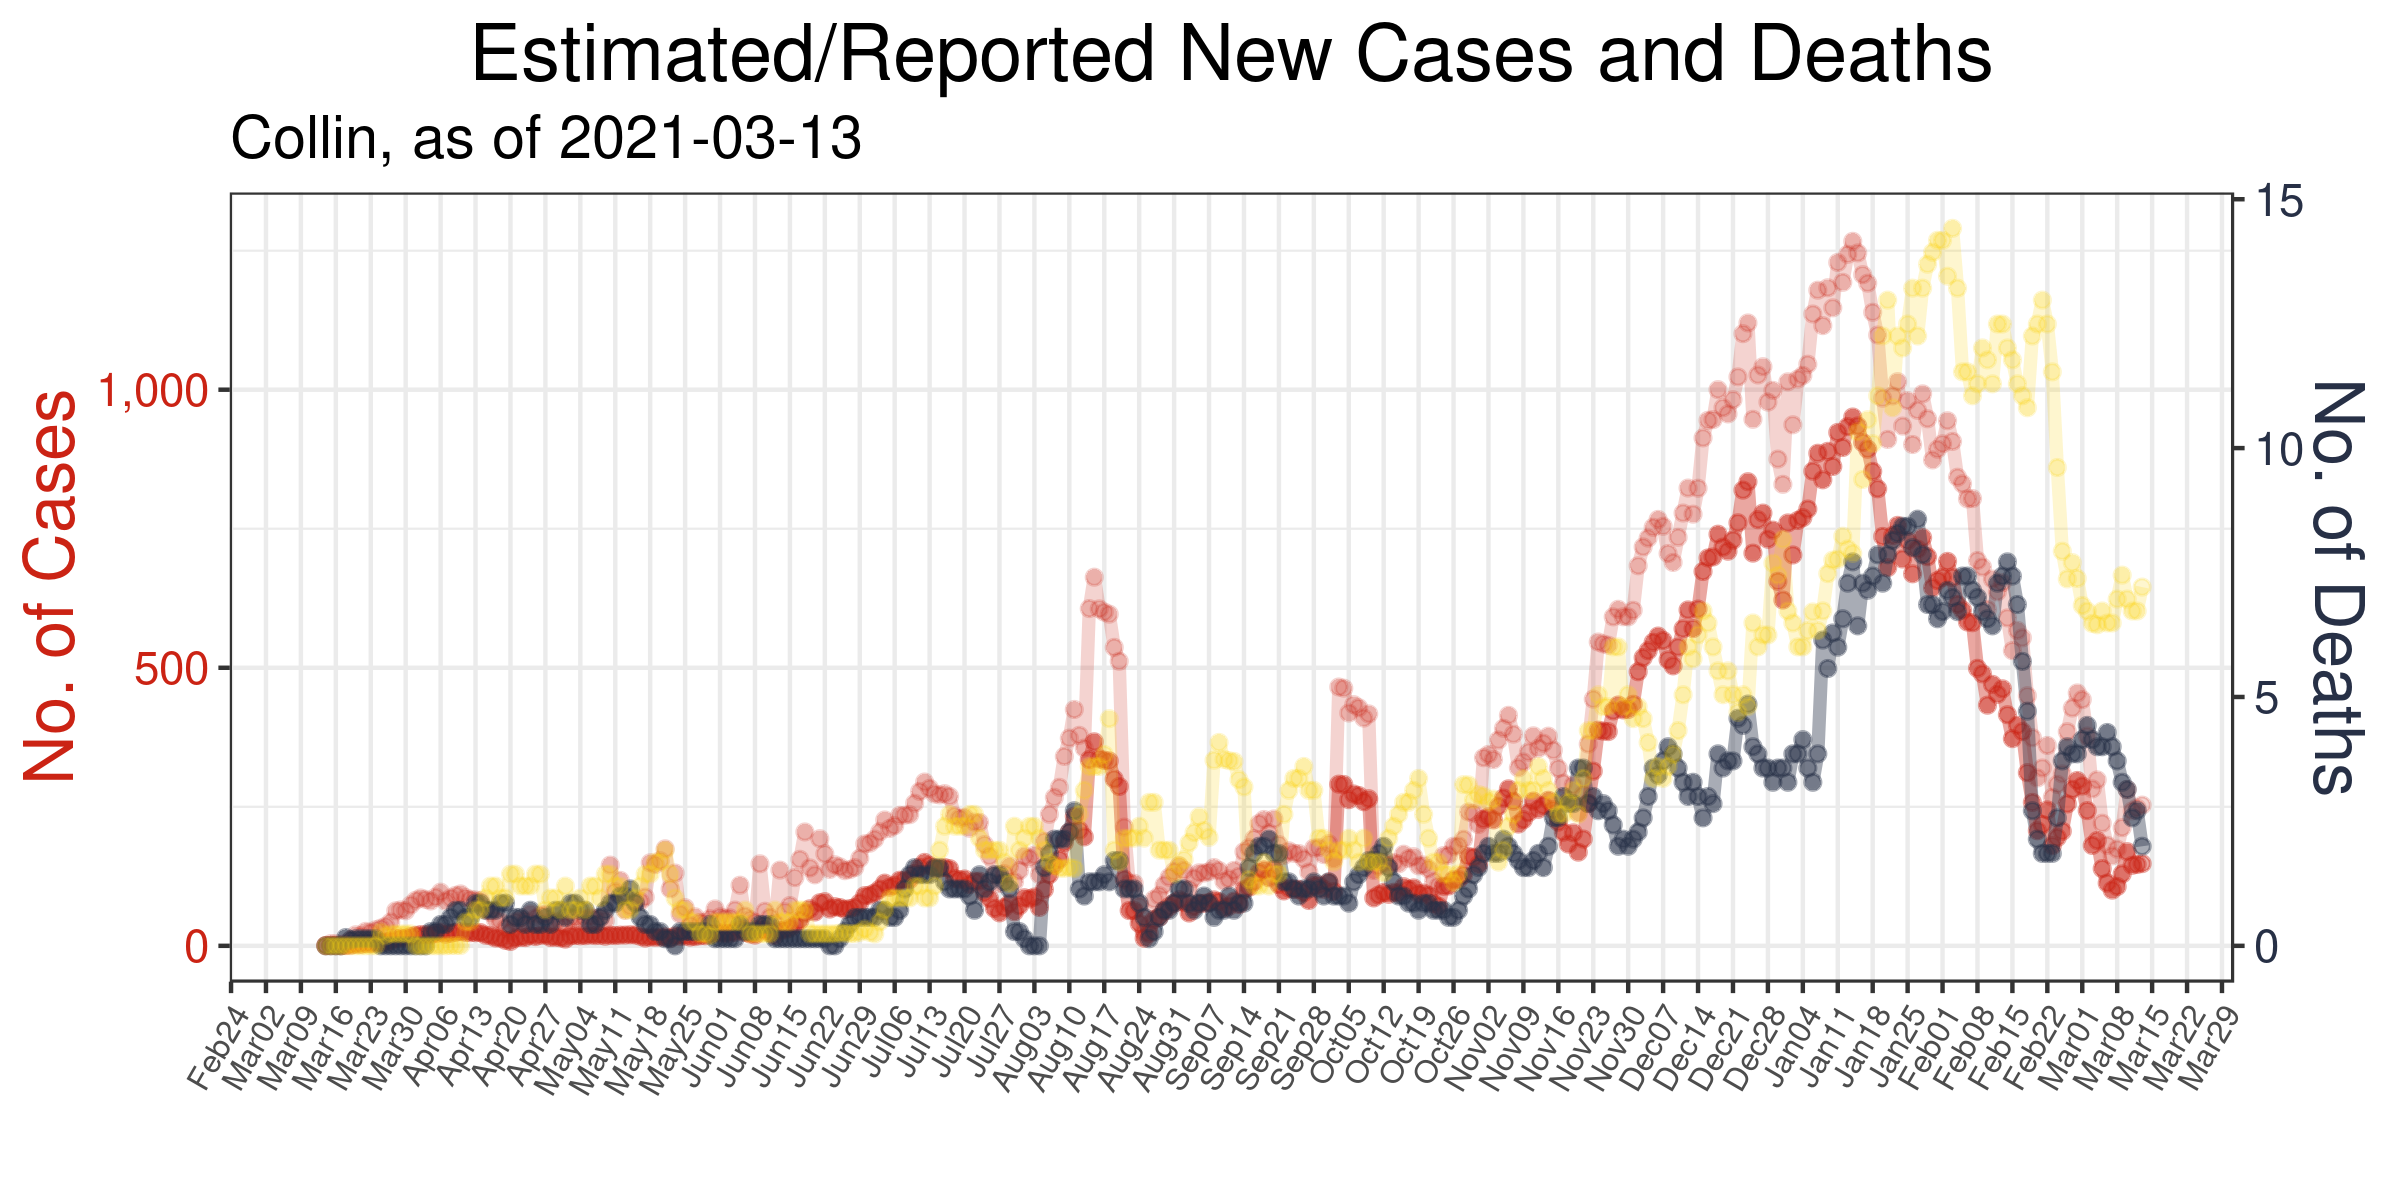 Estimated/Reported New Cases and Deaths
Collin, as of 2021-03-13
No. of Cases
1,000
500
0
15
10
5
0
No. of Deaths
Feb24
Mar02
Mar09
Mar16
Mar23
Mar30
Apr06
Apr13
Apr20
Apr27
May04
May11
May18
May25
Jun01
Jun08
Jun15
Jun22
Jun29
Jul06
Jul13
Jul20
Jul27
Aug03
Aug10
Aug17
Aug24
Aug31
Sep07
Sep14
Sep21
Sep28
Oct05
Oct12
Oct19
Oct26
Nov02
Nov09
Nov16
Nov23
Nov30
Dec07
Dec14
Dec21
Dec28
Jan04
Jan11
Jan18
Jan25
Feb01
Feb08
Feb15
Feb22
Mar01
Mar08
Mar15
Mar22
Mar29